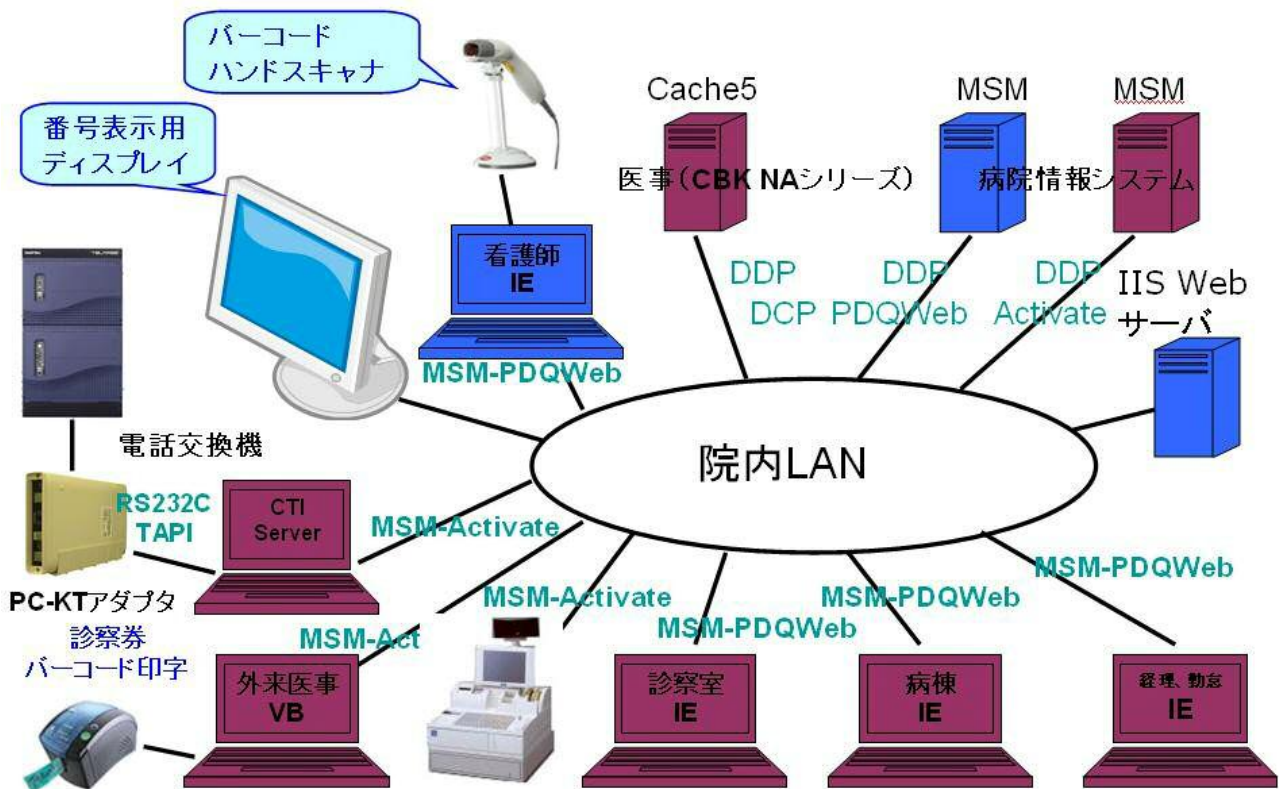 バーコード
ハンドスキャナ
番号表示用
ディスプレイ
Cache5
MSM
MSM
医事（CBK NAシリーズ）
病院情報システム
看護師
IE
MSM-PDQWeb
DDP
DCP
DDP
PDQWeb
DDP
Activate
IIS Web
サーバ
院内LAN
電話交換機
RS232C
TAPI
CTI
Server
MSM-Activate
PC-KTアダプタ
診察券
バーコード印字
MSM-Act
MSM-Activate
MSM-PDQWeb
MSM-PDQWeb
MSM-PDQWeb
外来医事
VB
診察室
IE
病棟
IE
経理、勤怠
IE